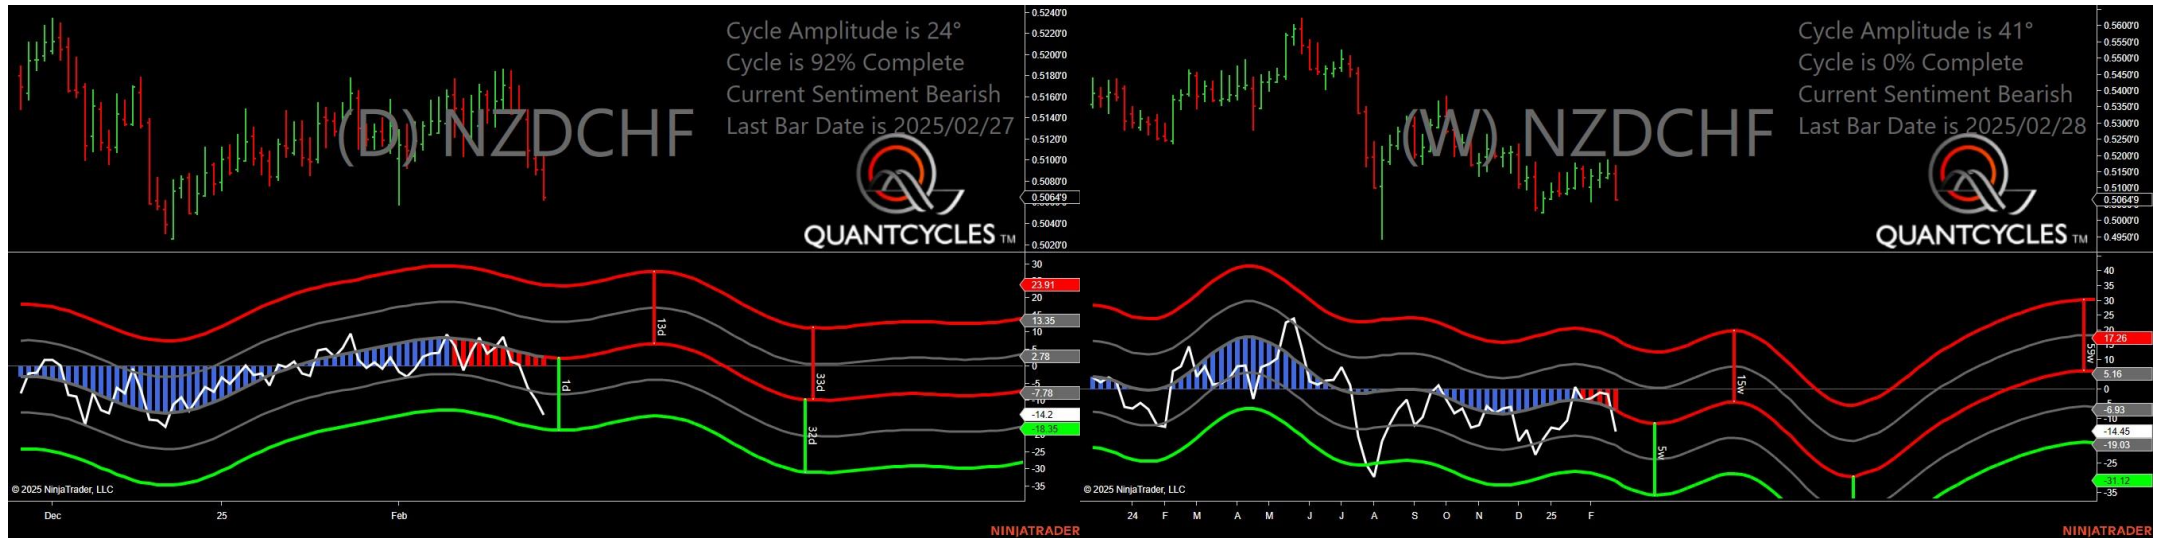 Cycle Amplitude is 24°
Cycle is 92% Complete
Current Sentiment Bearish
Last Bar Date is 2025/02/27
(D) NZDCHF
QUANTCYCLES TM
0.5240'0
0.5220'0
0.5200'0
0.5180'0
0.5160'0
0.5140'0
0.5120'0
0.5100'0
0.5080'0
0.5064'9
0.5040'0
0.5020'0
30
23.91
20
13.35
10
5
2.78
0
-5
-7.78
-10
-14.2
-18.35
-25
-30
-35
1d
13d
33d
32d
© 2025 NinjaTrader, LLC
Dec
25
Feb
NINJATRADER
Cycle Amplitude is 41°
Cycle is 0% Complete
Current Sentiment Bearish
Last Bar Date is 2025/02/28
(W) NZDCHF
QUANTCYCLES TM
0.5600'0
0.5550'0
0.5500'0
0.5450'0
0.5400'0
0.5350'0
0.5300'0
0.5250'0
0.5200'0
0.5150'0
0.5100'0
0.5064'9
0.5000'0
0.4950'0
40
35
30
25
20
17.26
10
5.16
0
-5
-6.93
-10
-14.45
-19.03
-25
-31.12
-35
5w
15w
59w
© 2025 NinjaTrader, LLC
24 F M A M J J A S O N D 25 F
NINJATRADER